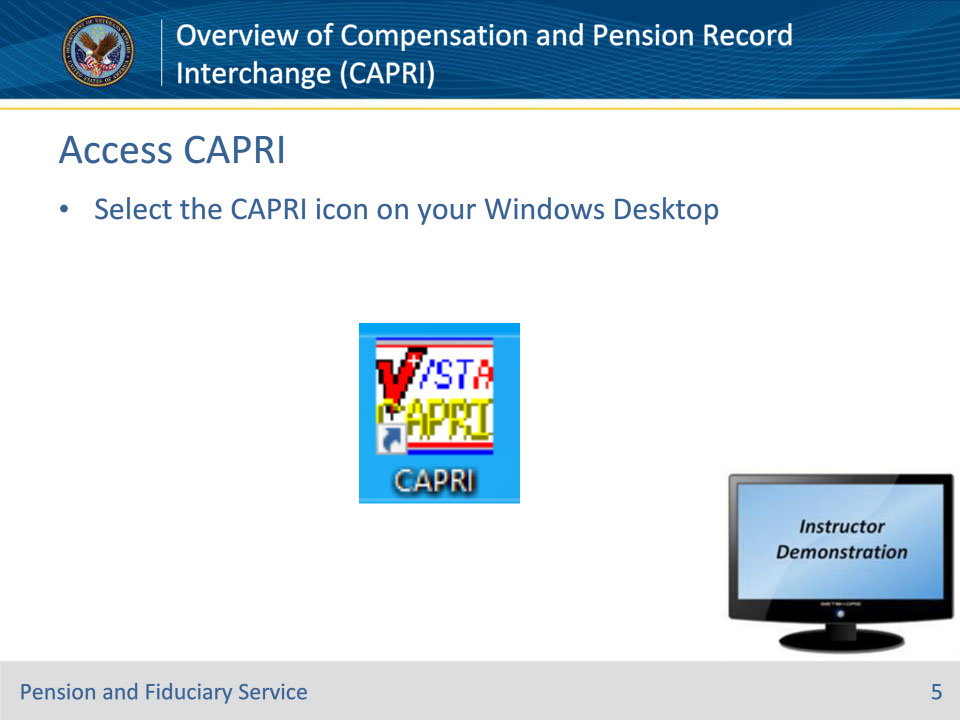 Overview of Compensation and Pension Record
Interchange (CAPRI)
Access CAPRI
• Select the CAPRI icon on your Windows Desktop
VISTA
CAPRI
CAPRI
Instructor
Demonstration
Pension and Fiduciary Service
5